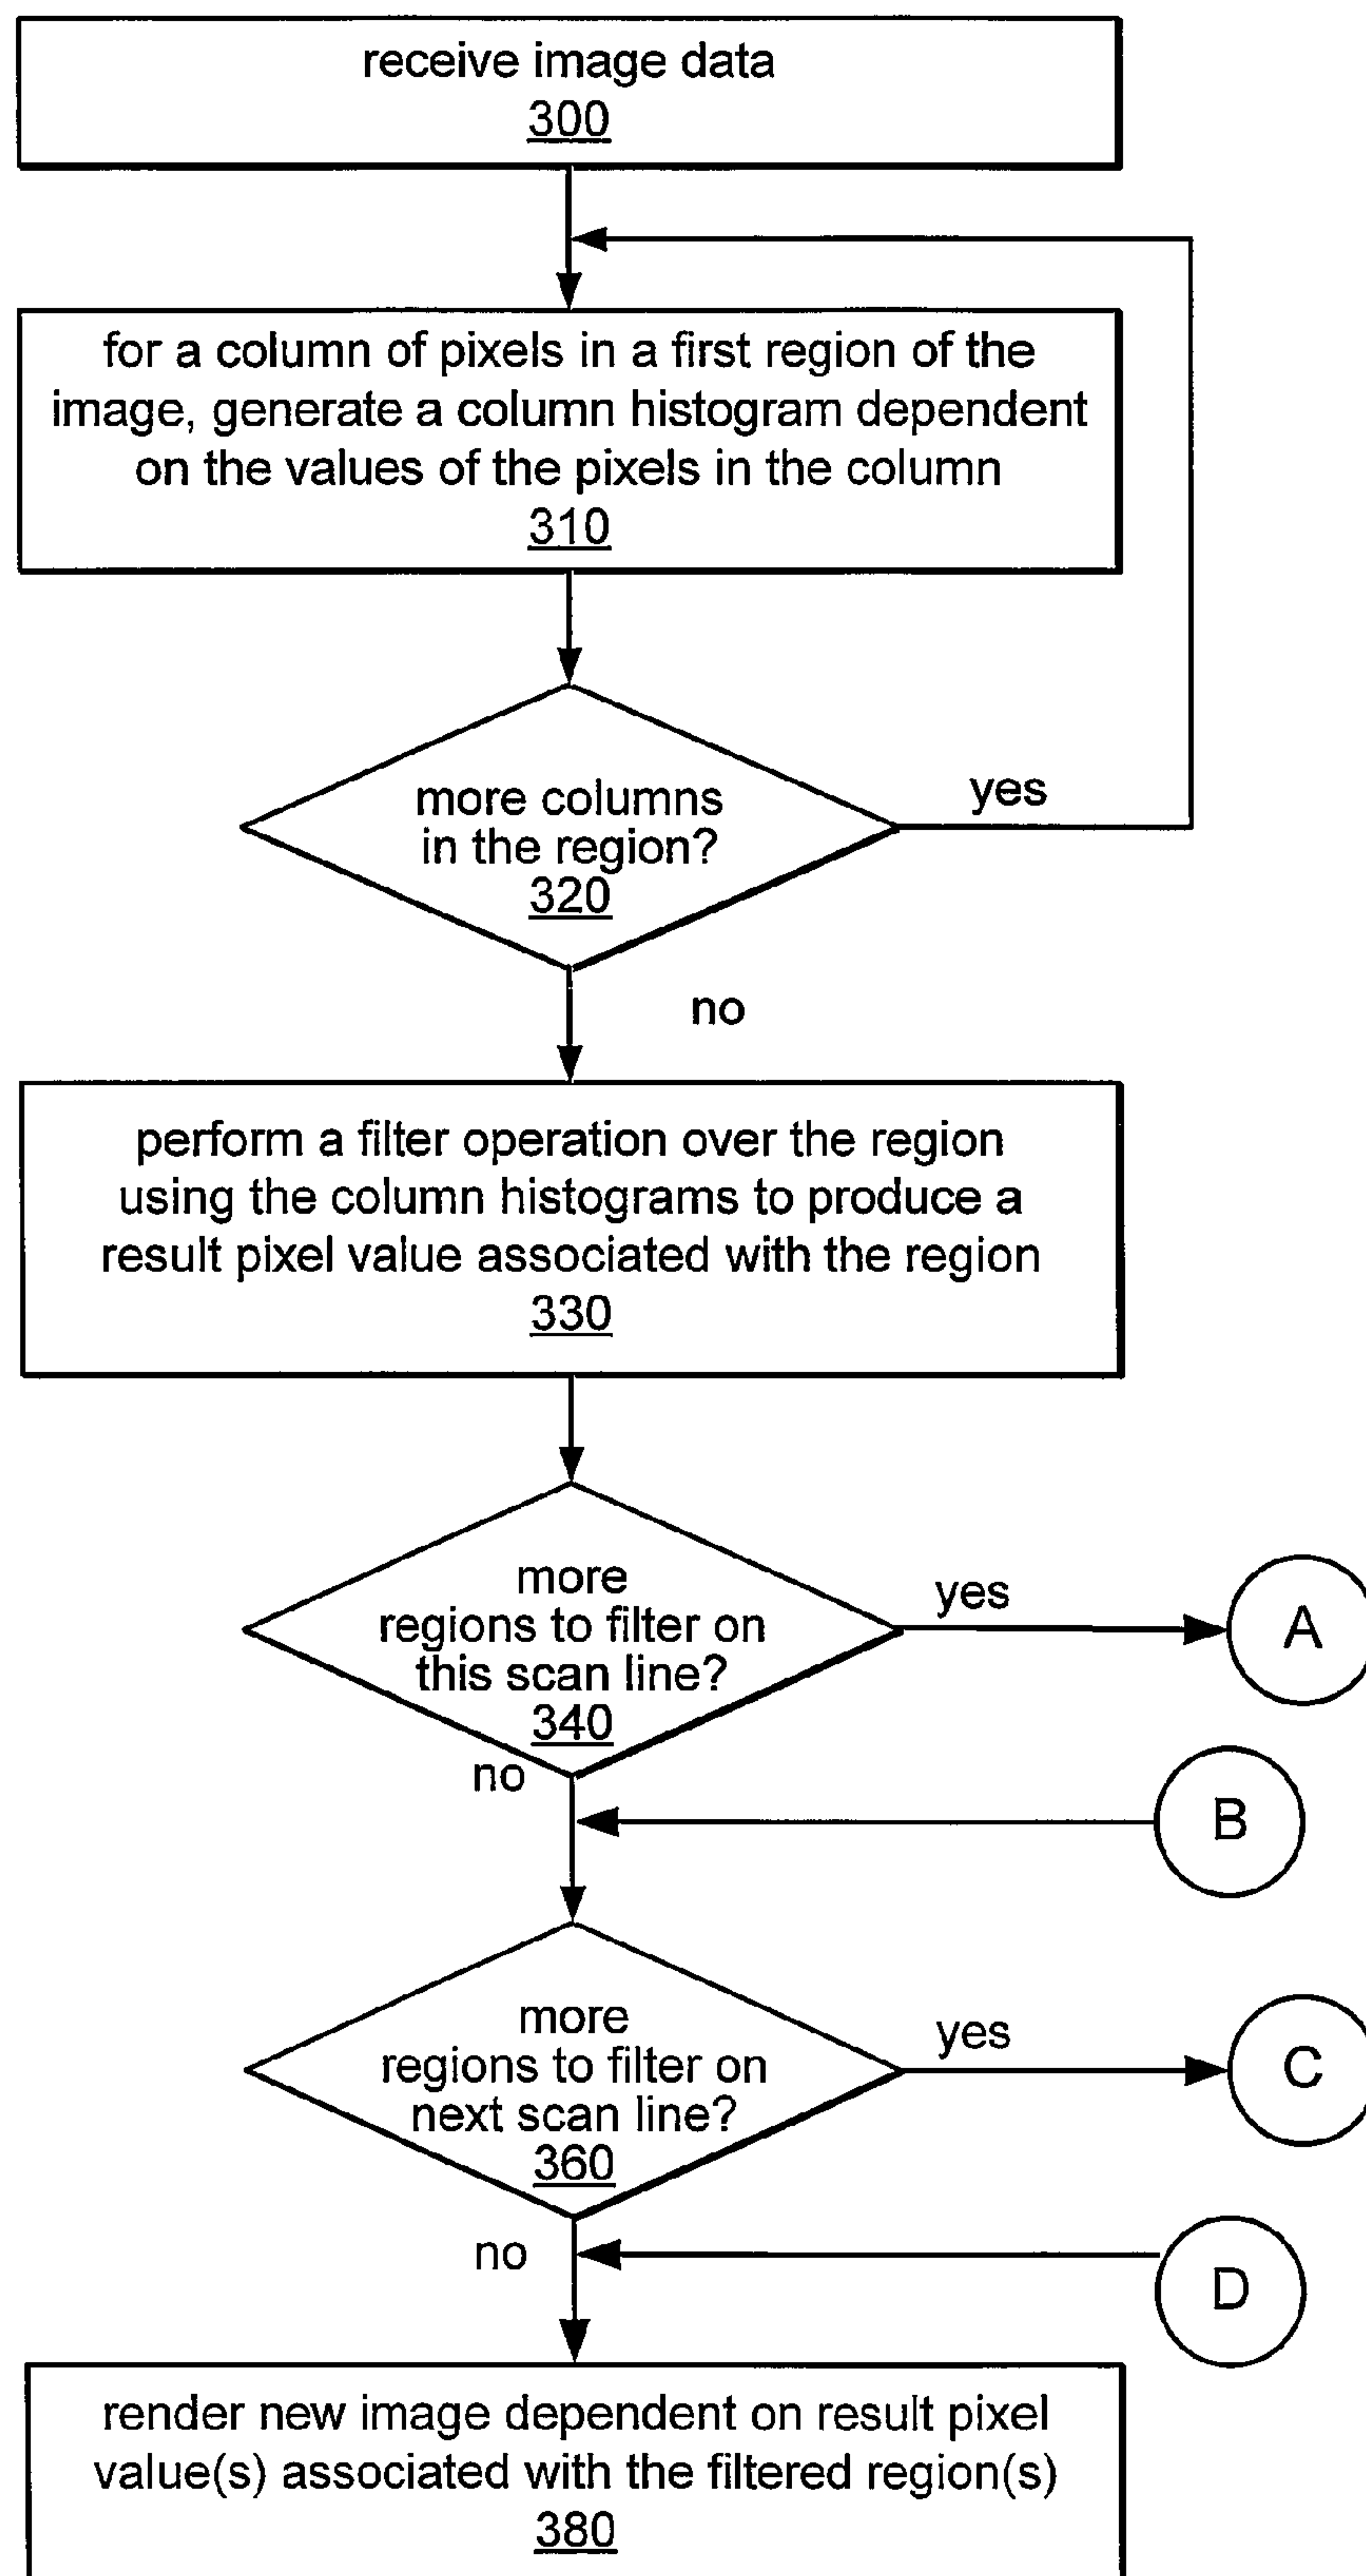 receive image data
300
for a column of pixels in a first region of the
image, generate a column histogram dependent
on the values of the pixels in the column
310
more columns
in the region?
320
yes
no
perform a filter operation over the region
using the column histograms to produce a
result pixel value associated with the region
330
more
regions to filter on
this scan line?
340
yes
A
no
B
more
regions to filter on
next scan line?
360
yes
C
no
D
render new image dependent on result pixel
value(s) associated with the filtered region(s)
380